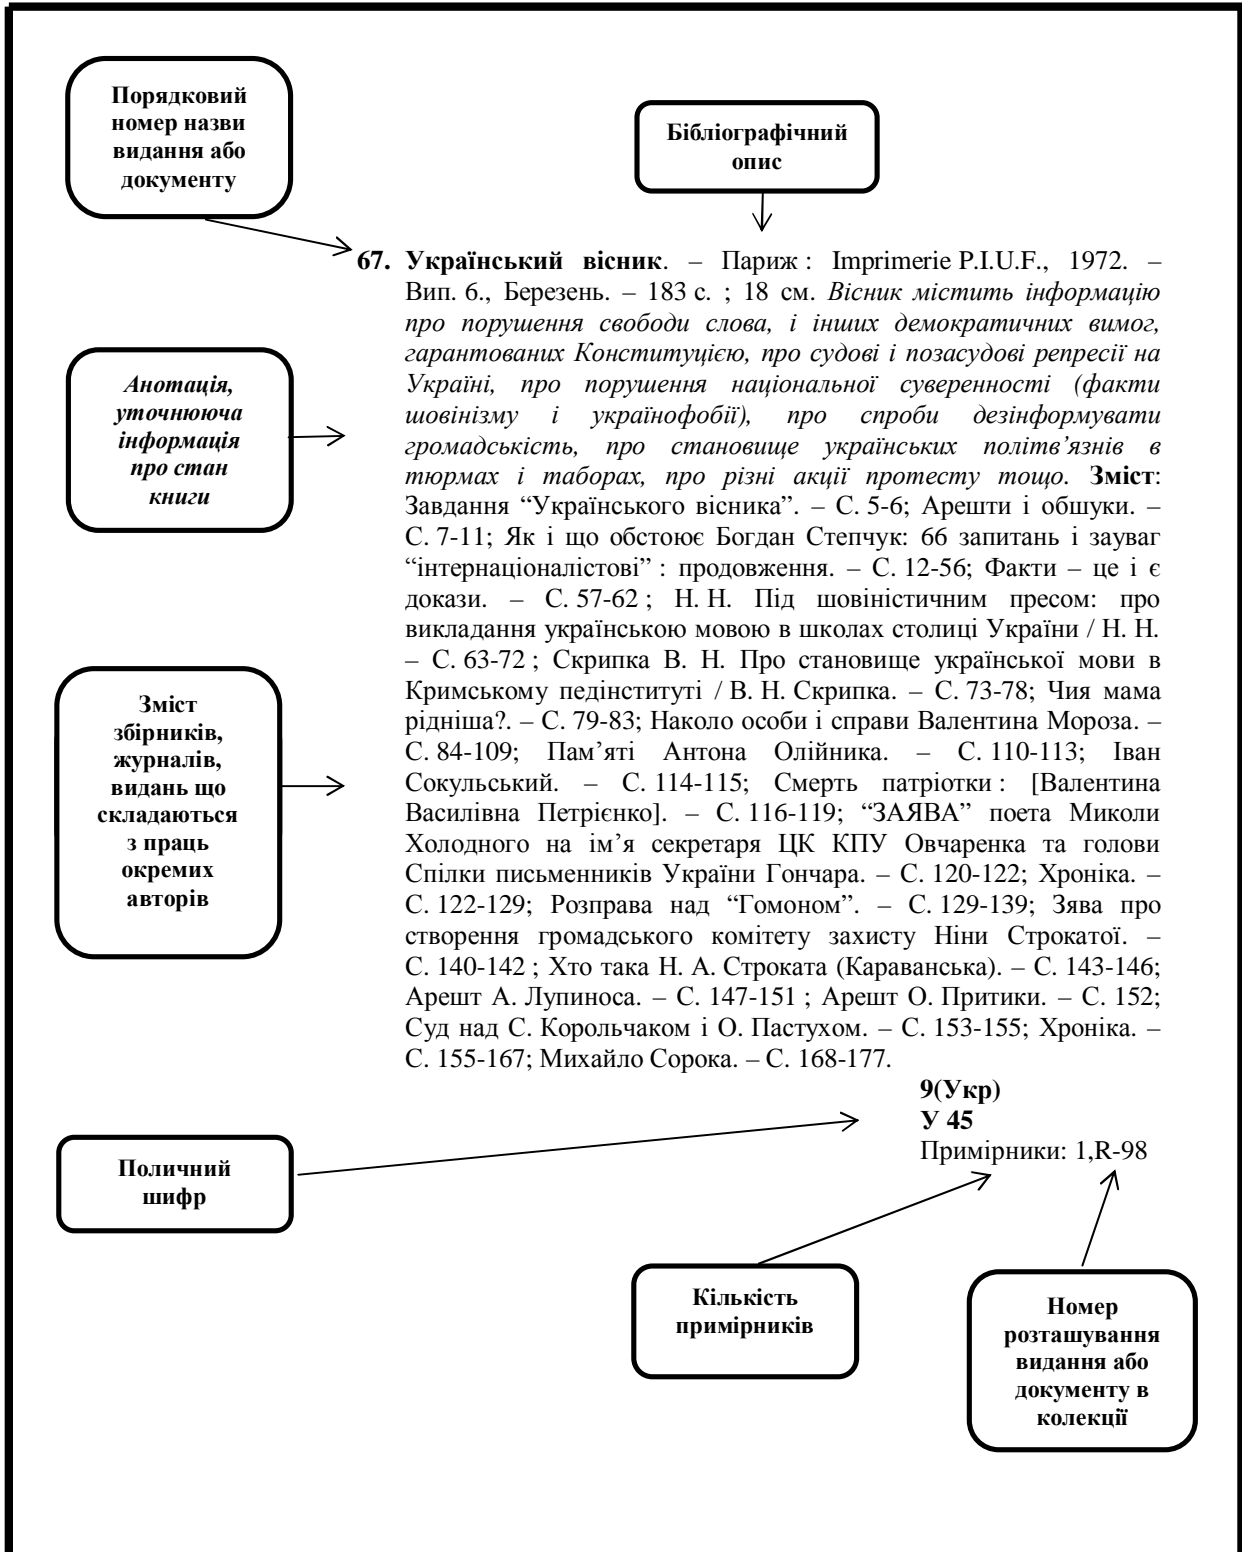 Порядковий
номер назви
видання або
документу
Бібліографічний
опис
67. Український вісник. – Париж : Imprimerie P.I.U.F., 1972. –
Вип. 6., Березень. – 183 с. ; 18 см. Вісник містить інформацію
про порушення свободи слова, і інших демократичних вимог,
гарантованих Конституцією, про судові і позасудові репресії на
Україні, про порушення національної суверенності (факти
шовінізму і українофобії), про спроби дезінформувати
громадськість, про становище українських політв’язнів в
тюрмах і таборах, про різні акції протесту тощо. Зміст:
Завдання “Українського вісника”. – С. 5-6; Арешти і обшуки. –
С. 7-11; Як і що обстоює Богдан Степчук: 66 запитань і зауваг
“інтернаціоналістові” : продовження. – С. 12-56; Факти – це і є
докази. – С. 57-62 ; Н. Н. Під шовіністичним пресом: про
викладання українською мовою в школах столиці України / Н. Н.
– С. 63-72 ; Скрипка В. Н. Про становище української мови в
Кримському педінституті / В. Н. Скрипка. – С. 73-78; Чия мама
рідніша?. – С. 79-83; Наколо особи і справи Валентина Мороза. –
С. 84-109; Пам’яті Антона Олійника. – С. 110-113; Іван
Сокульський. – С. 114-115; Смерть патріотки : [Валентина
Василівна Петрієнко]. – С. 116-119; “ЗАЯВА” поета Миколи
Холодного на ім’я секретаря ЦК КПУ Овчаренка та голови
Спілки письменників України Гончара. – С. 120-122; Хроніка. –
С. 122-129; Розправа над “Гомоном”. – С. 129-139; Зява про
створення громадського комітету захисту Ніни Строкатої. –
С. 140-142 ; Хто така Н. А. Строката (Караванська). – С. 143-146;
Арешт А. Лупиноса. – С. 147-151 ; Арешт О. Притики. – С. 152;
Суд над С. Корольчаком і О. Пастухом. – С. 153-155; Хроніка. –
С. 155-167; Михайло Сорока. – С. 168-177.
9(Укр)
У 45
Примірники: 1,R-98
Анотація,
уточнююча
інформація
про стан
книги
Зміст
збірників,
журналів,
видань що
складаються
з праць
окремих
авторів
Поличний
шифр
Кількість
примірників
Номер
розташування
видання або
документу в
колекції